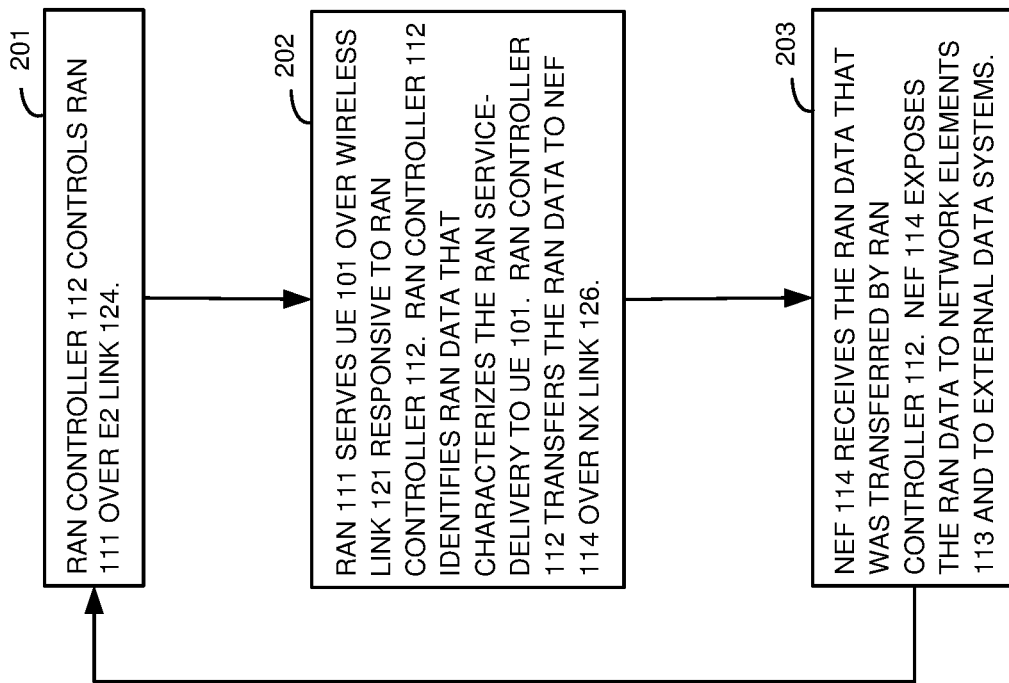 201
RAN CONTROLLER 112 CONTROLS RAN
111 OVER E2 LINK 124.
202
RAN 111 SERVES UE 101 OVER WIRELESS
LINK 121 RESPONSIVE TO RAN
CONTROLLER 112. RAN CONTROLLER 112
IDENTIFIES RAN DATA THAT
CHARACTERIZES THE RAN SERVICE-
DELIVERY TO UE 101. RAN CONTROLLER
112 TRANSFERS THE RAN DATA TO NEF
114 OVER NX LINK 126.
203
NEF 114 RECEIVES THE RAN DATA THAT
WAS TRANSFERRED BY RAN
CONTROLLER 112. NEF 114 EXPOSES
THE RAN DATA TO NETWORK ELEMENTS
113 AND TO EXTERNAL DATA SYSTEMS.